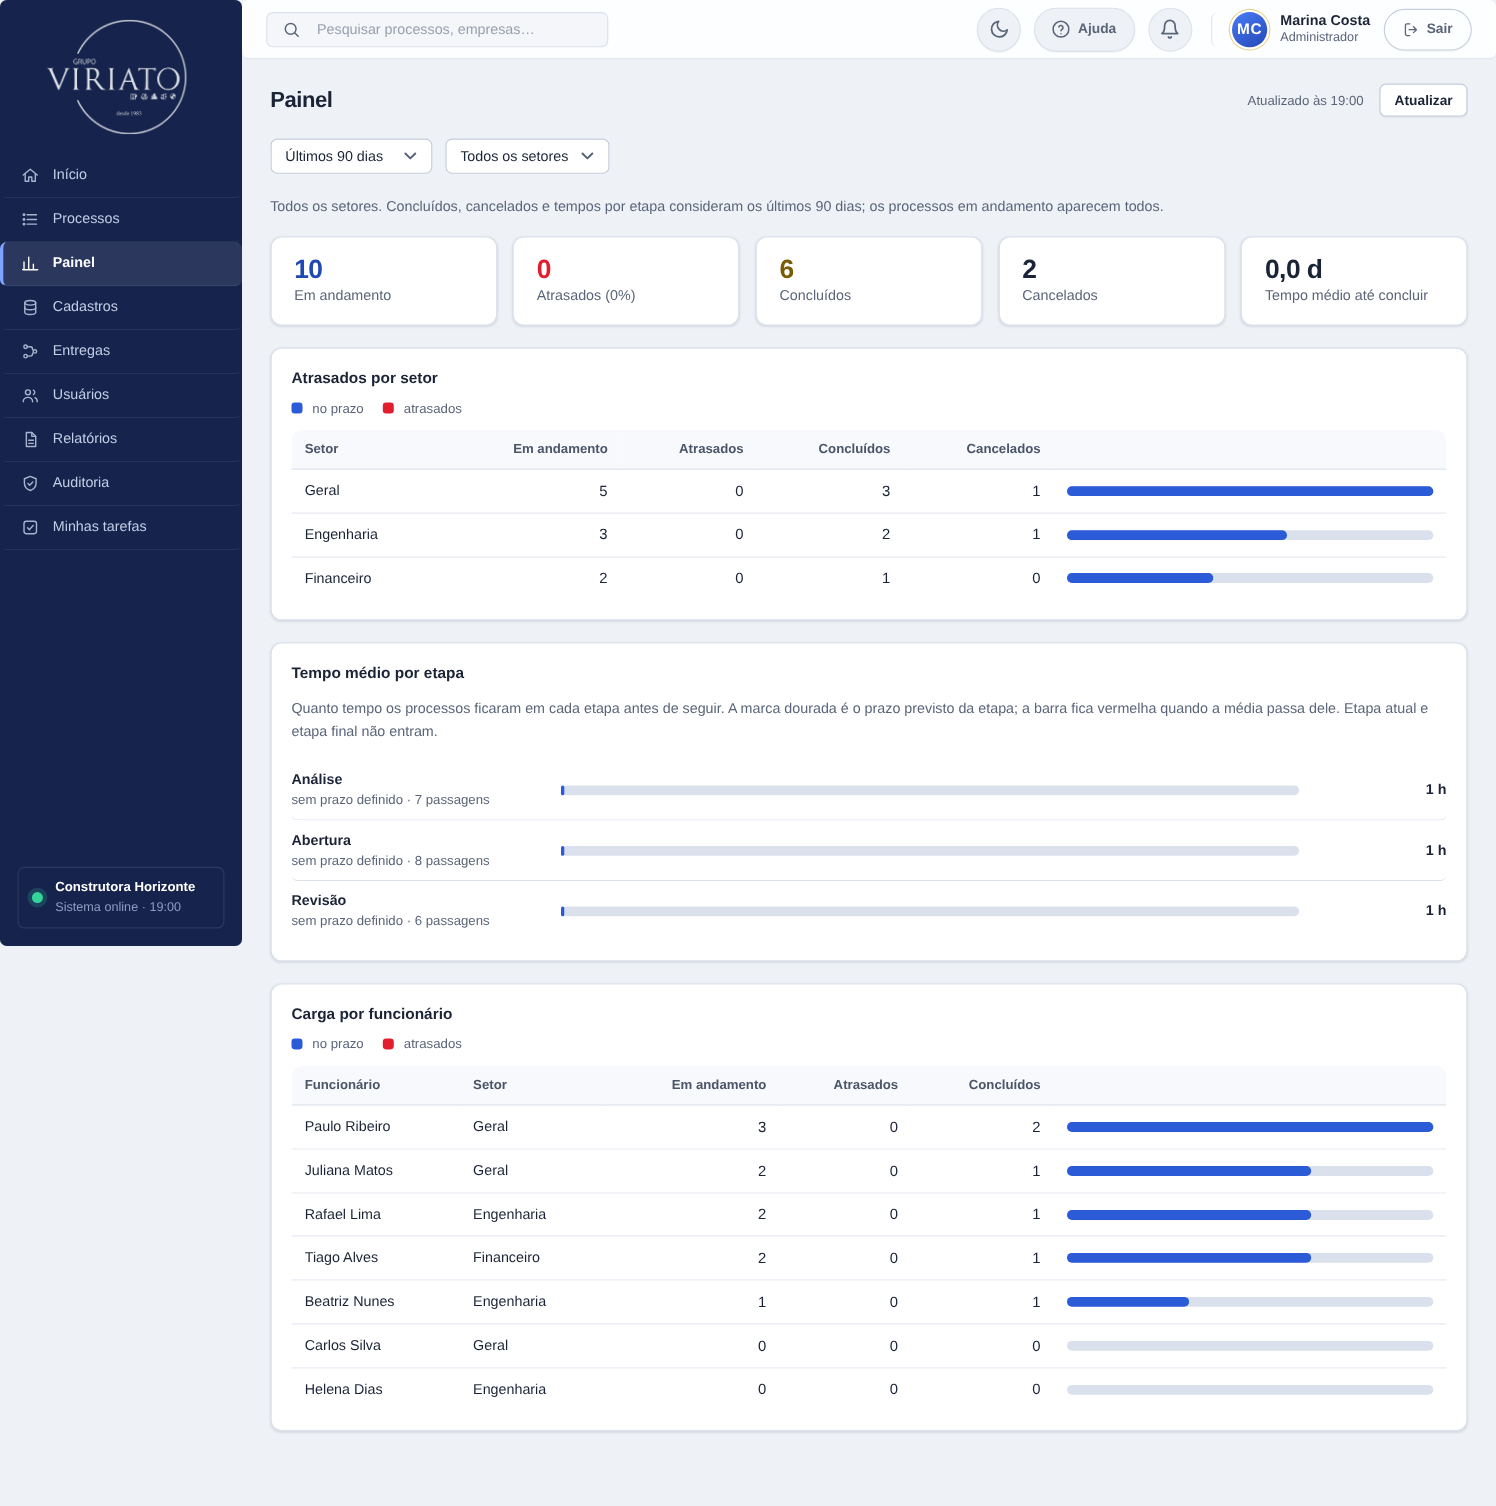 GRUPO
VIRIATO
desde 1983
Início
Processos
Painel
Cadastros
Entregas
Usuários
Relatórios
Auditoria
Minhas tarefas
Construtora Horizonte
Sistema online · 19:00
Pesquisar processos, empresas…
Ajuda
MC
Marina Costa
Administrador
Sair
Painel
Atualizado às 19:00
Atualizar
Últimos 90 dias
Todos os setores
Todos os setores. Concluídos, cancelados e tempos por etapa consideram os últimos 90 dias; os processos em andamento aparecem todos.
10
Em andamento
0
Atrasados (0%)
6
Concluídos
2
Cancelados
0,0 d
Tempo médio até concluir
Atrasados por setor
no prazo atrasados
Setor Em andamento Atrasados Concluídos Cancelados
Geral 5 0 3 1
Engenharia 3 0 2 1
Financeiro 2 0 1 0
Tempo médio por etapa
Quanto tempo os processos ficaram em cada etapa antes de seguir. A marca dourada é o prazo previsto da etapa; a barra fica vermelha quando a média passa dele. Etapa atual e
etapa final não entram.
Análise
sem prazo definido · 7 passagens
1 h
Abertura
sem prazo definido · 8 passagens
1 h
Revisão
sem prazo definido · 6 passagens
1 h
Carga por funcionário
no prazo atrasados
Funcionário Setor Em andamento Atrasados Concluídos
Paulo Ribeiro Geral 3 0 2
Juliana Matos Geral 2 0 1
Rafael Lima Engenharia 2 0 1
Tiago Alves Financeiro 2 0 1
Beatriz Nunes Engenharia 1 0 1
Carlos Silva Geral 0 0 0
Helena Dias Engenharia 0 0 0